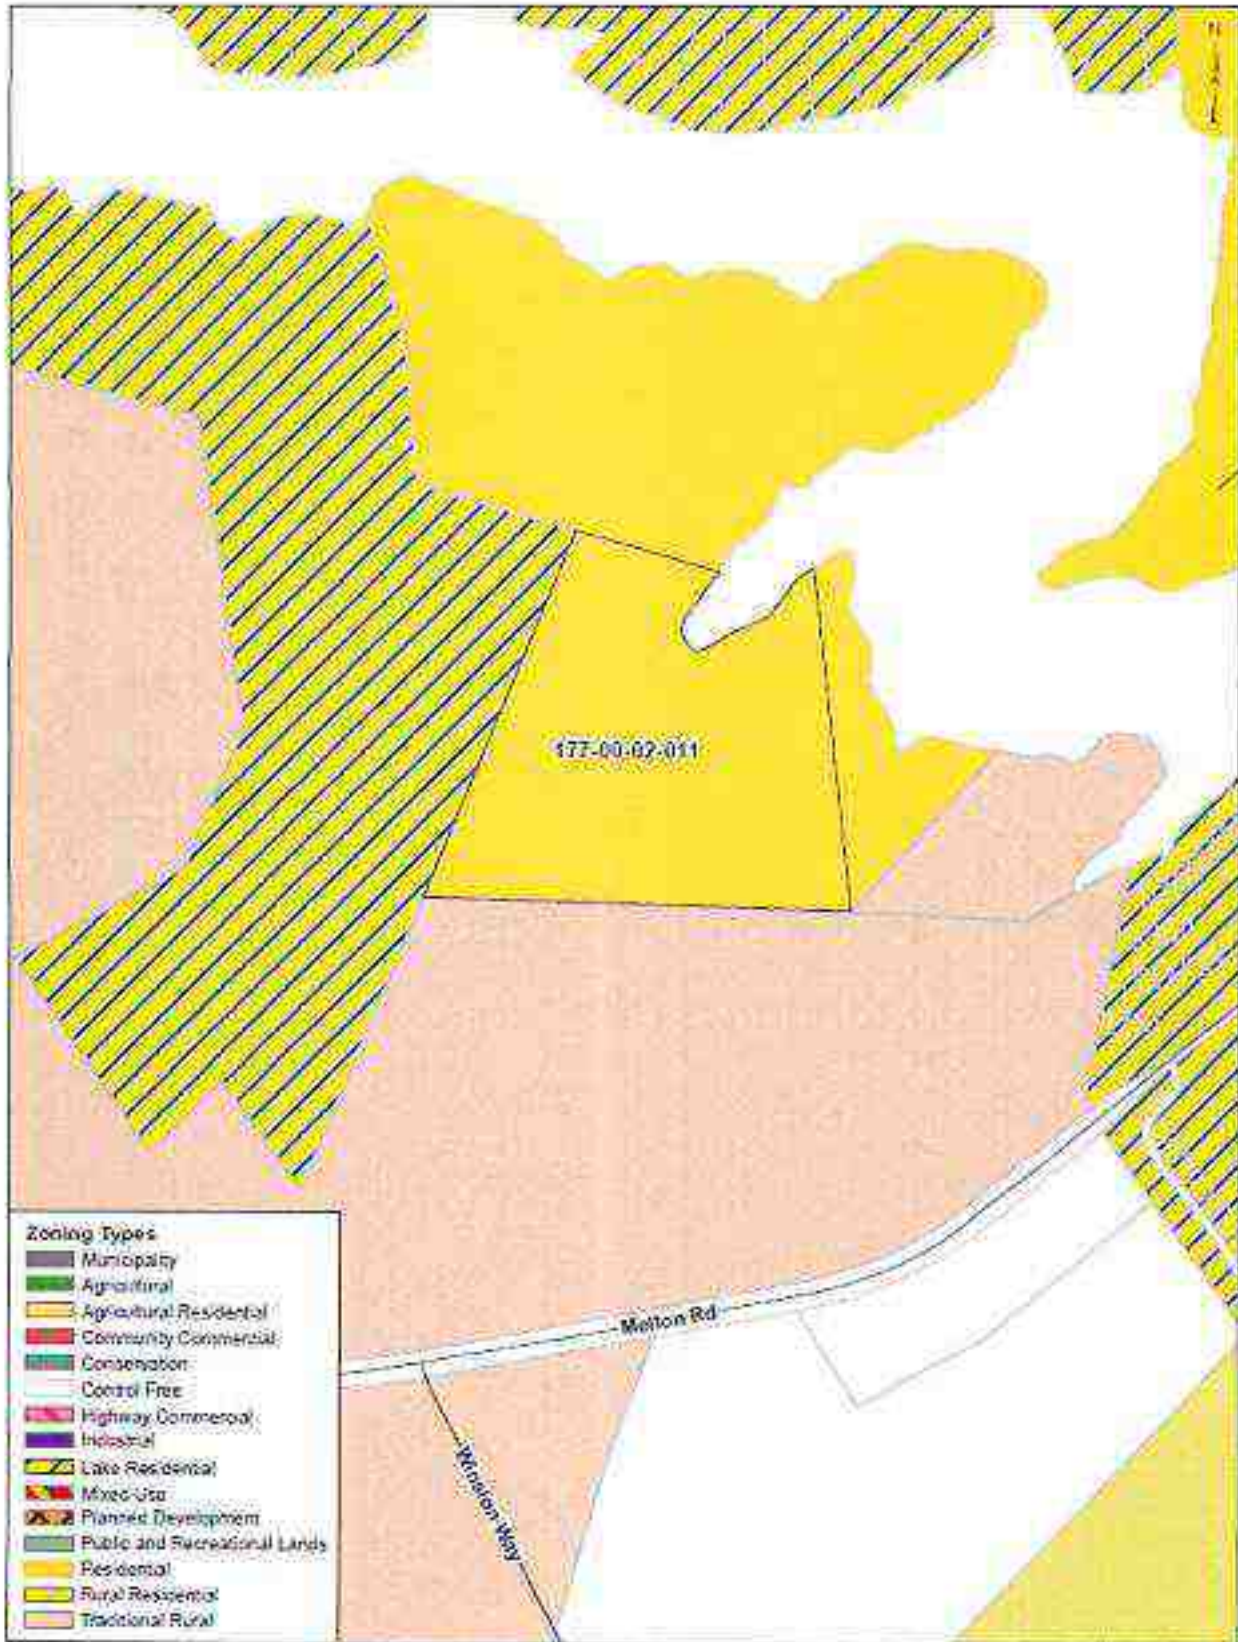 N
177-00-02-011
Melton Rd
Winston Way
Zoning Types
Municipality
Agricultural
Agricultural Residential
Community Commercial
Conservation
Control Free
Highway Commercial
Industrial
Lake Residential
Mixed Use
Planned Development
Public and Recreational Lands
Residential
Rural Residential
Traditional Rural